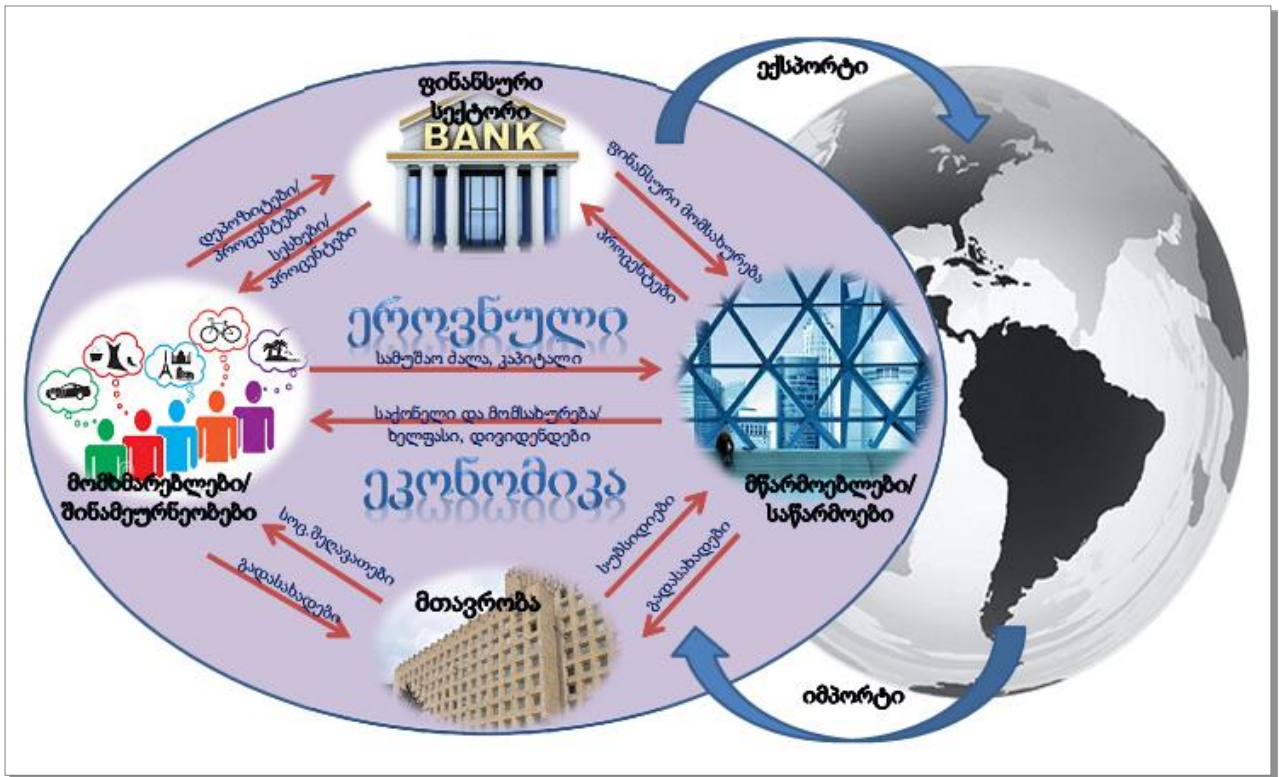 ექსპორტი
ფინანსური
სექტორი
BANK
ფინანსური მომსახურება
პროცენტები
დეპოზიტები/
პროცენტები
სესხები/
პროცენტები
ეროვნული
სამუშაო ძალა, კაპიტალი
საქონელი და მომსახურება/
ხელფასი, დივიდენდები
ეკონომიკა
მომხმარებლები/
შინამეურნეობები
მწარმოებლები/
საწარმოები
სოც.შეღავათები
გადასახადები
სუბსიდიები
გადასახადები
მთავრობა
იმპორტი